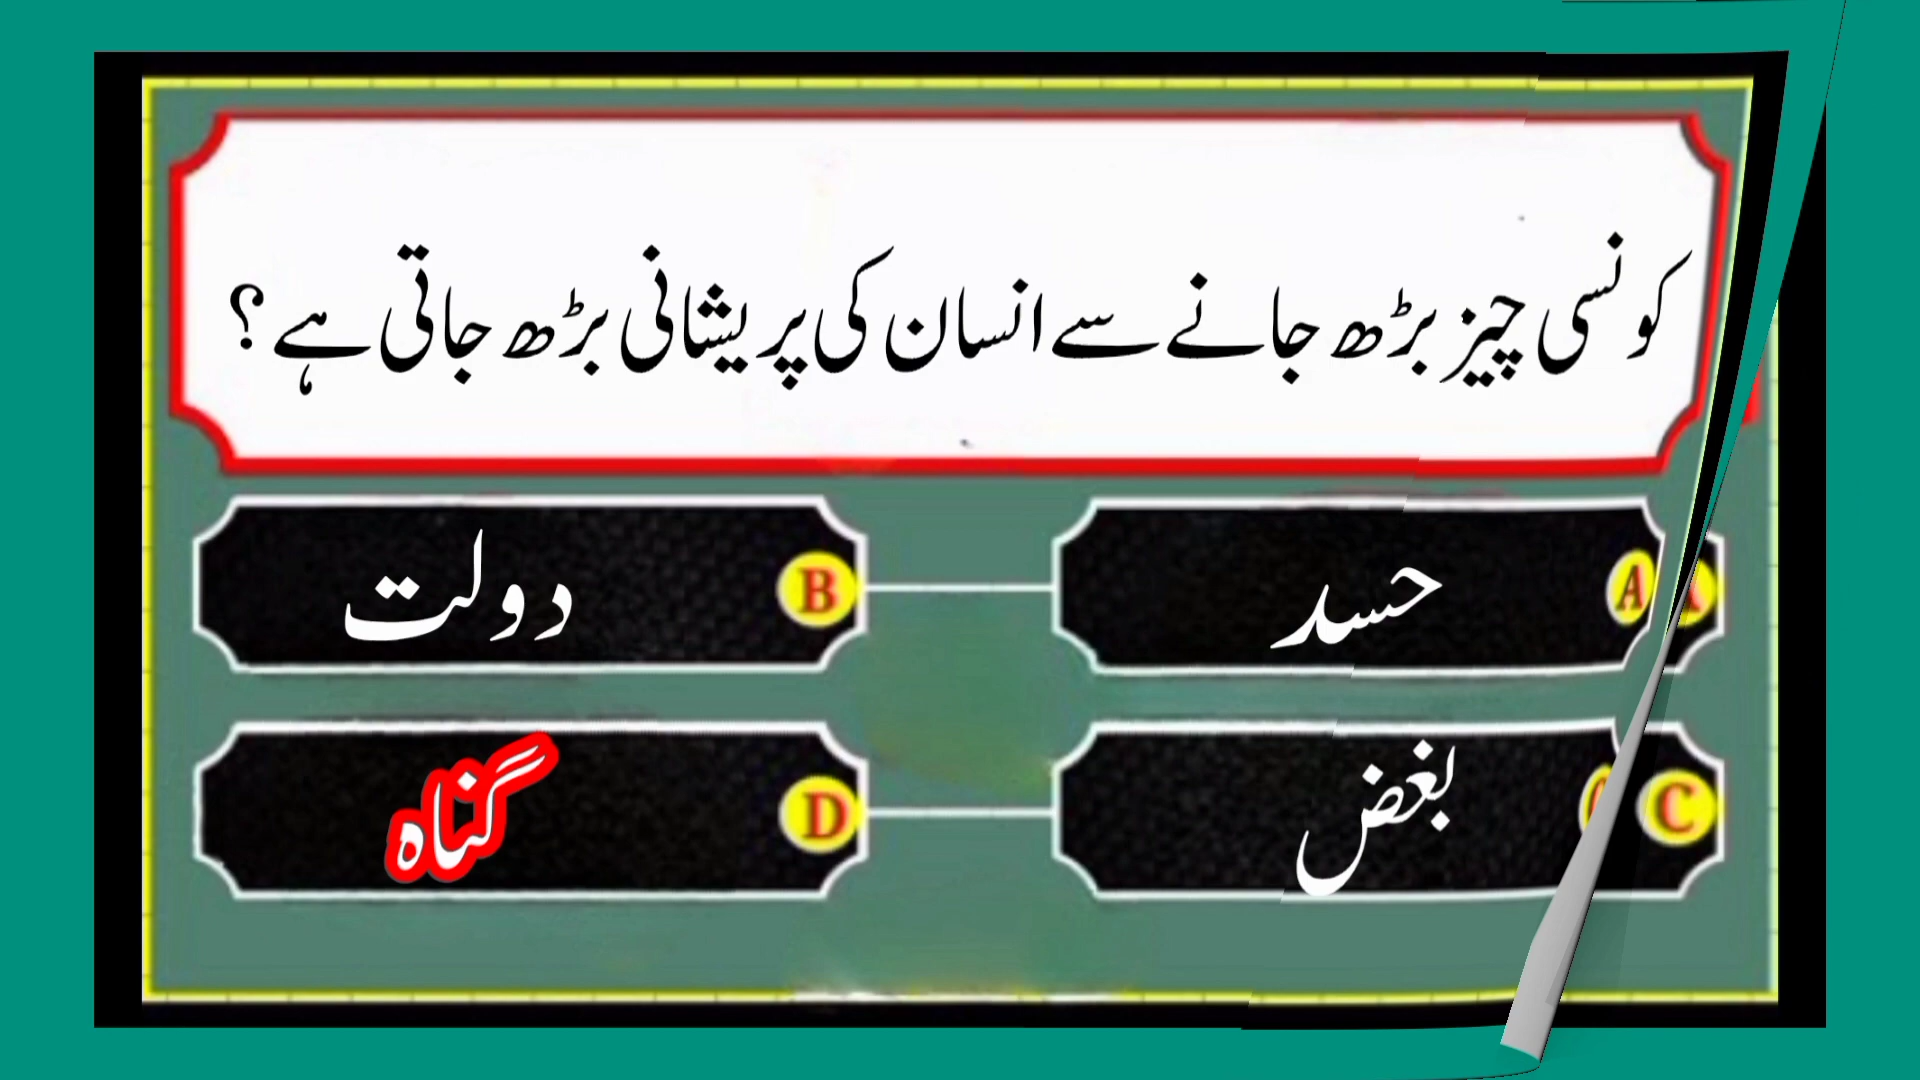 کونسی چیز بڑھ جانے سے انسان کی پریشانی بڑھ جاتی ہے ؟
A حسد
B دولت
C بغض
D گناہ